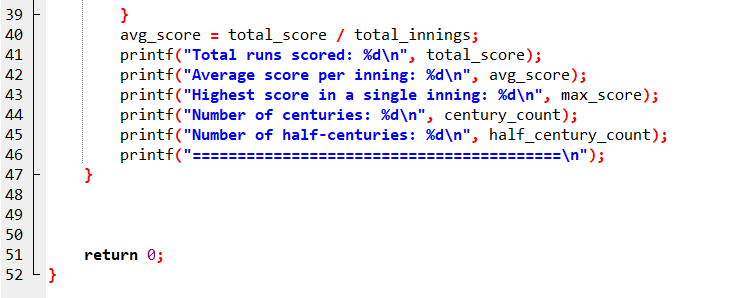 39 }
40 avg_score = total_score / total_innings;
41 printf("Total runs scored: %d\n", total_score);
42 printf("Average score per inning: %d\n", avg_score);
43 printf("Highest score in a single inning: %d\n", max_score);
44 printf("Number of centuries: %d\n", century_count);
45 printf("Number of half-centuries: %d\n", half_century_count);
46 printf("=========================================\n");
47 }
48
49
50
51 return 0;
52 }